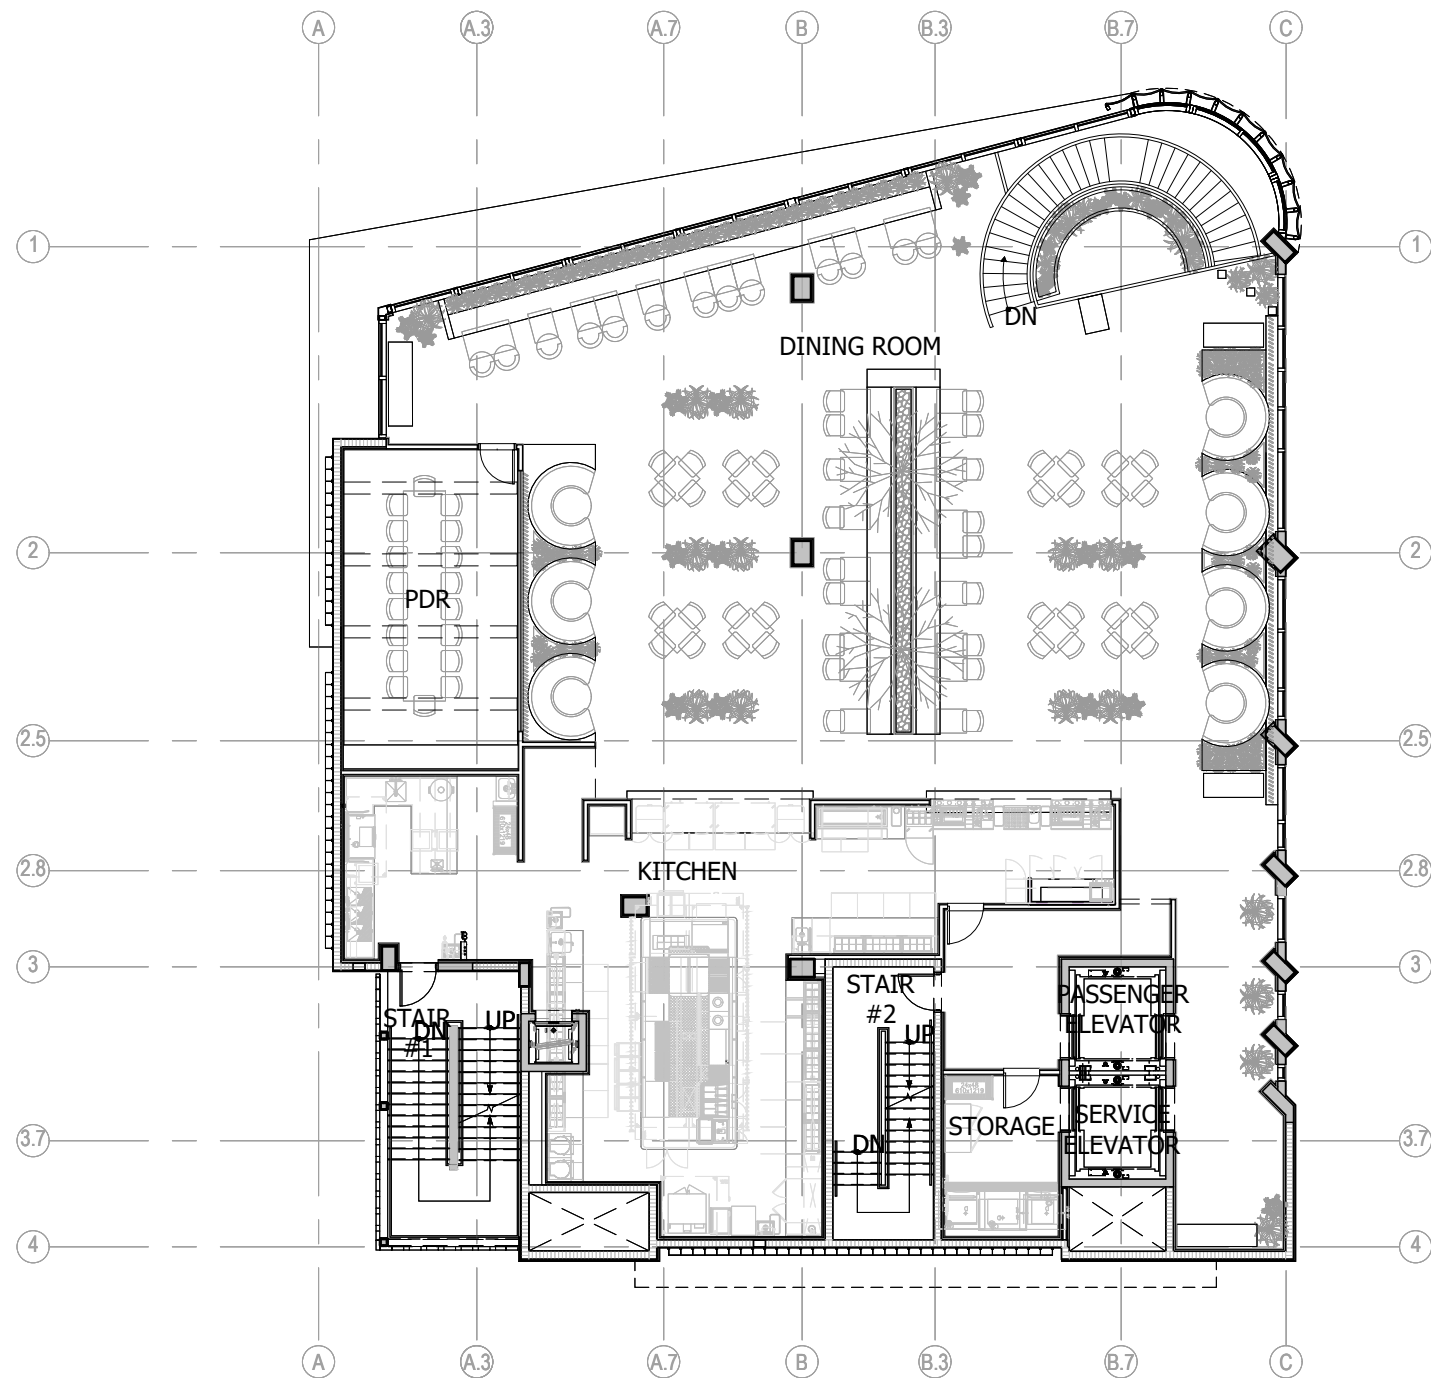 A A.3 A.7 B B.3 B.7 C
1 1
DN
DINING ROOM
2 2
PDR
2.5 2.5
2.8 KITCHEN 2.8
3 3
STAIR
#2
PASSENGER
ELEVATOR
STAIR
#1
DN
UP
UP
STORAGE
SERVICE
ELEVATOR
DN
3.7 3.7
4 4
A A.3 A.7 B B.3 B.7 C